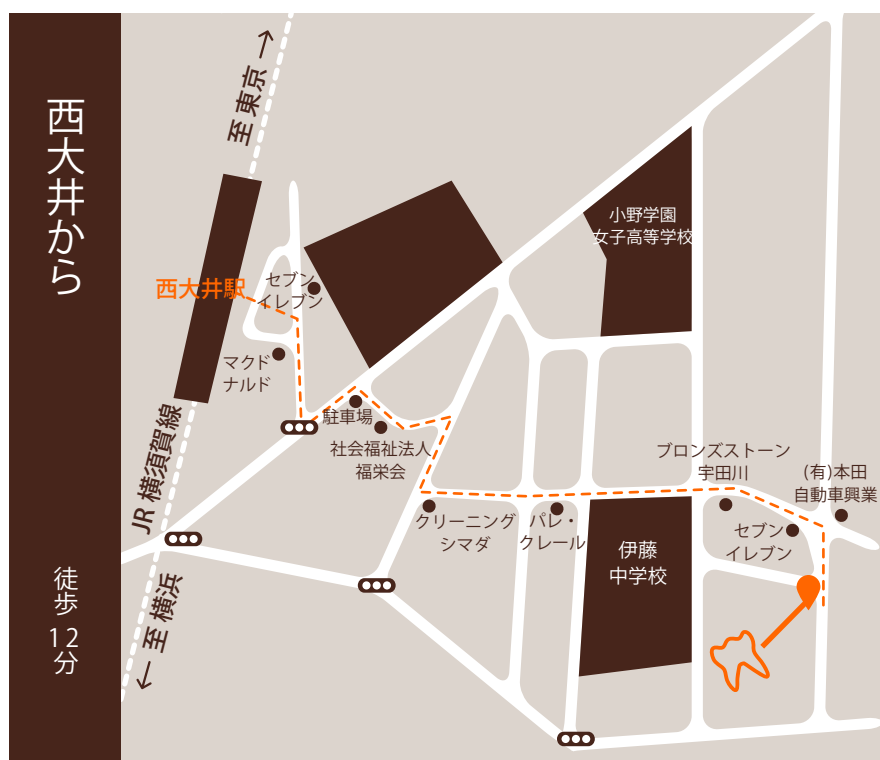 西大井から
徒歩 12分
至 東京
西大井駅
セブン
イレブン
マクド
ナルド
JR 横須賀線
至 横浜
駐車場
社会福祉法人
福栄会
クリーニング
シマダ
パレ・
クレール
小野学園
女子高等学校
伊藤
中学校
ブロンズストーン
宇田川
セブン
イレブン
(有)本田
自動車興業